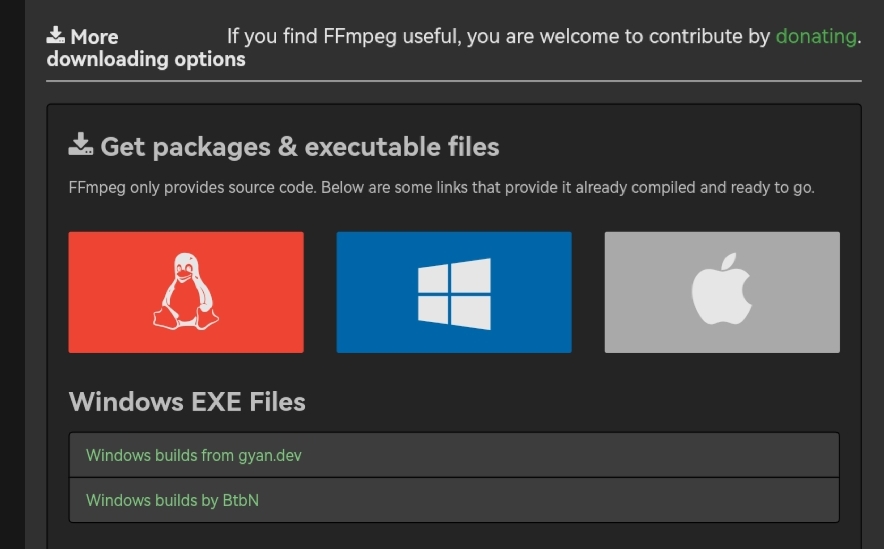 More
downloading options
If you find FFmpeg useful, you are welcome to contribute by donating.
Get packages & executable files
FFmpeg only provides source code. Below are some links that provide it already compiled and ready to go.
Windows EXE Files
Windows builds from gyan.dev
Windows builds by BtbN